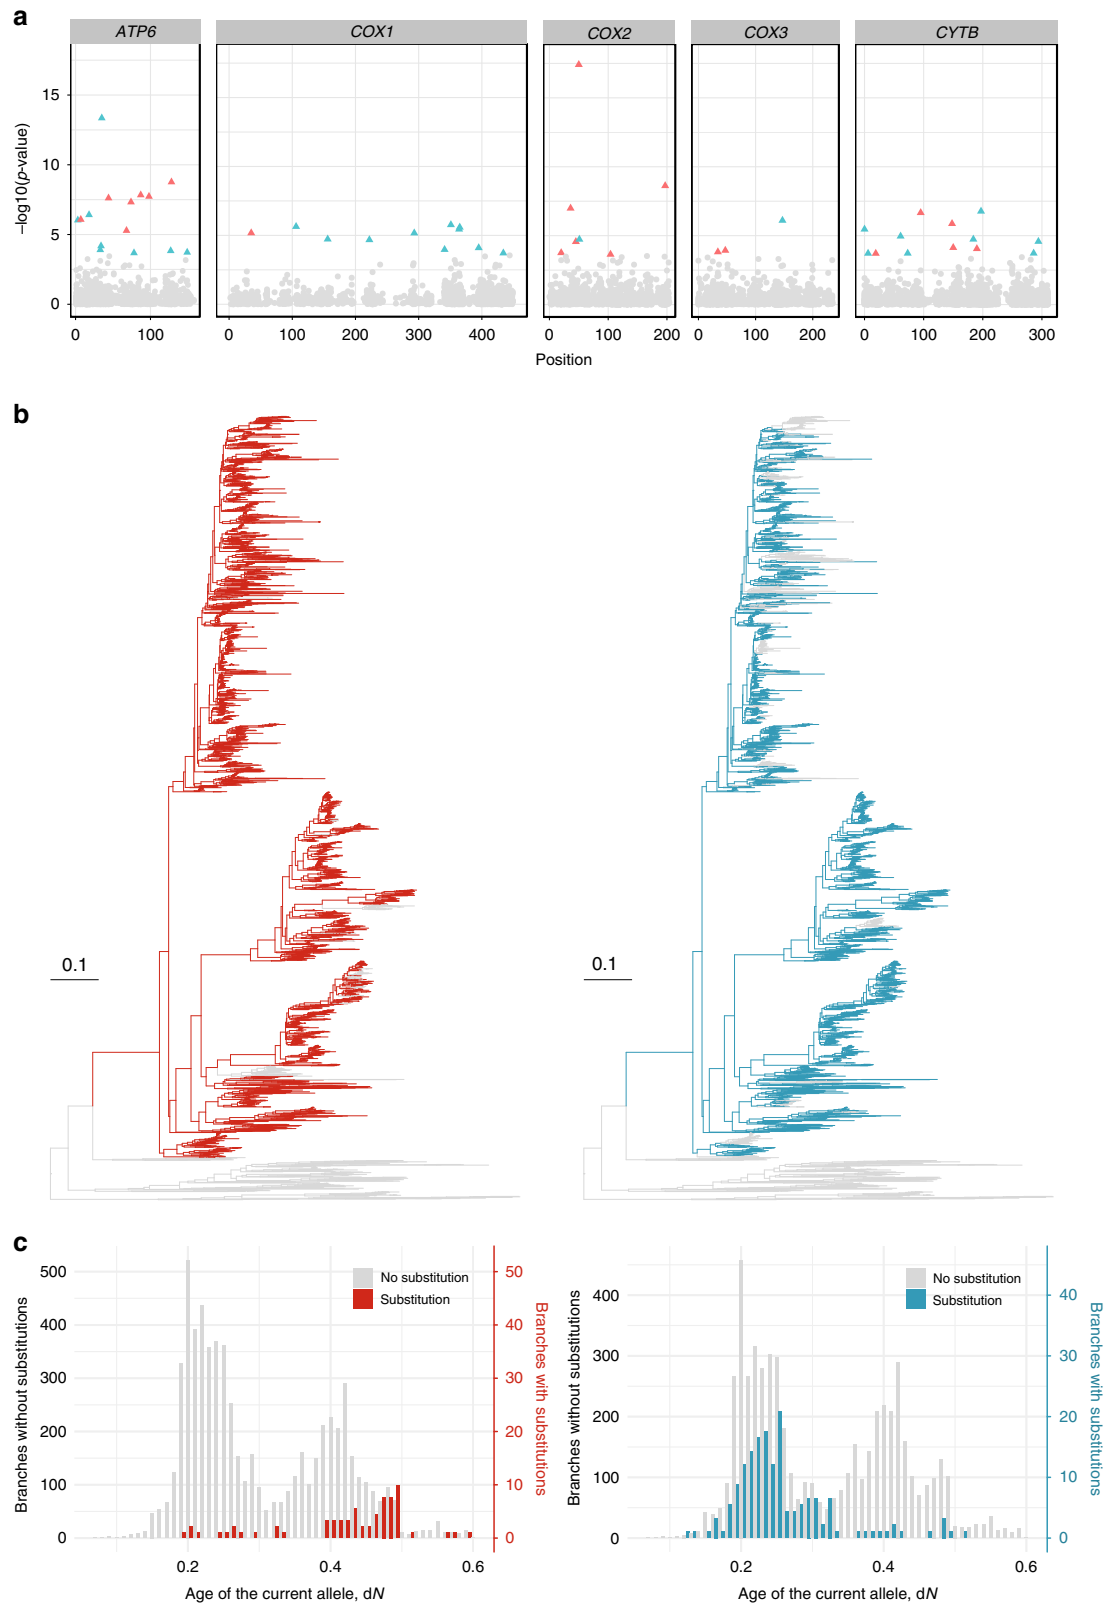 a
ATP6 COX1 COX2 COX3 CYTB
–log10(p-value)
15
10
5
0
0 100 0 100 200 300 400 0 100 200 0 100 200 0 100 200 300
Position
b
0.1 0.1
c
Branches without substitutions
500
400
300
200
100
0
No substitution
Substitution
50
40
30
20
10
0
Branches with substitutions
0.2 0.4 0.6
Age of the current allele, dN
Branches without substitutions
400
300
200
100
0
No substitution
Substitution
40
30
20
10
0
Branches with substitutions
0.2 0.4 0.6
Age of the current allele, dN